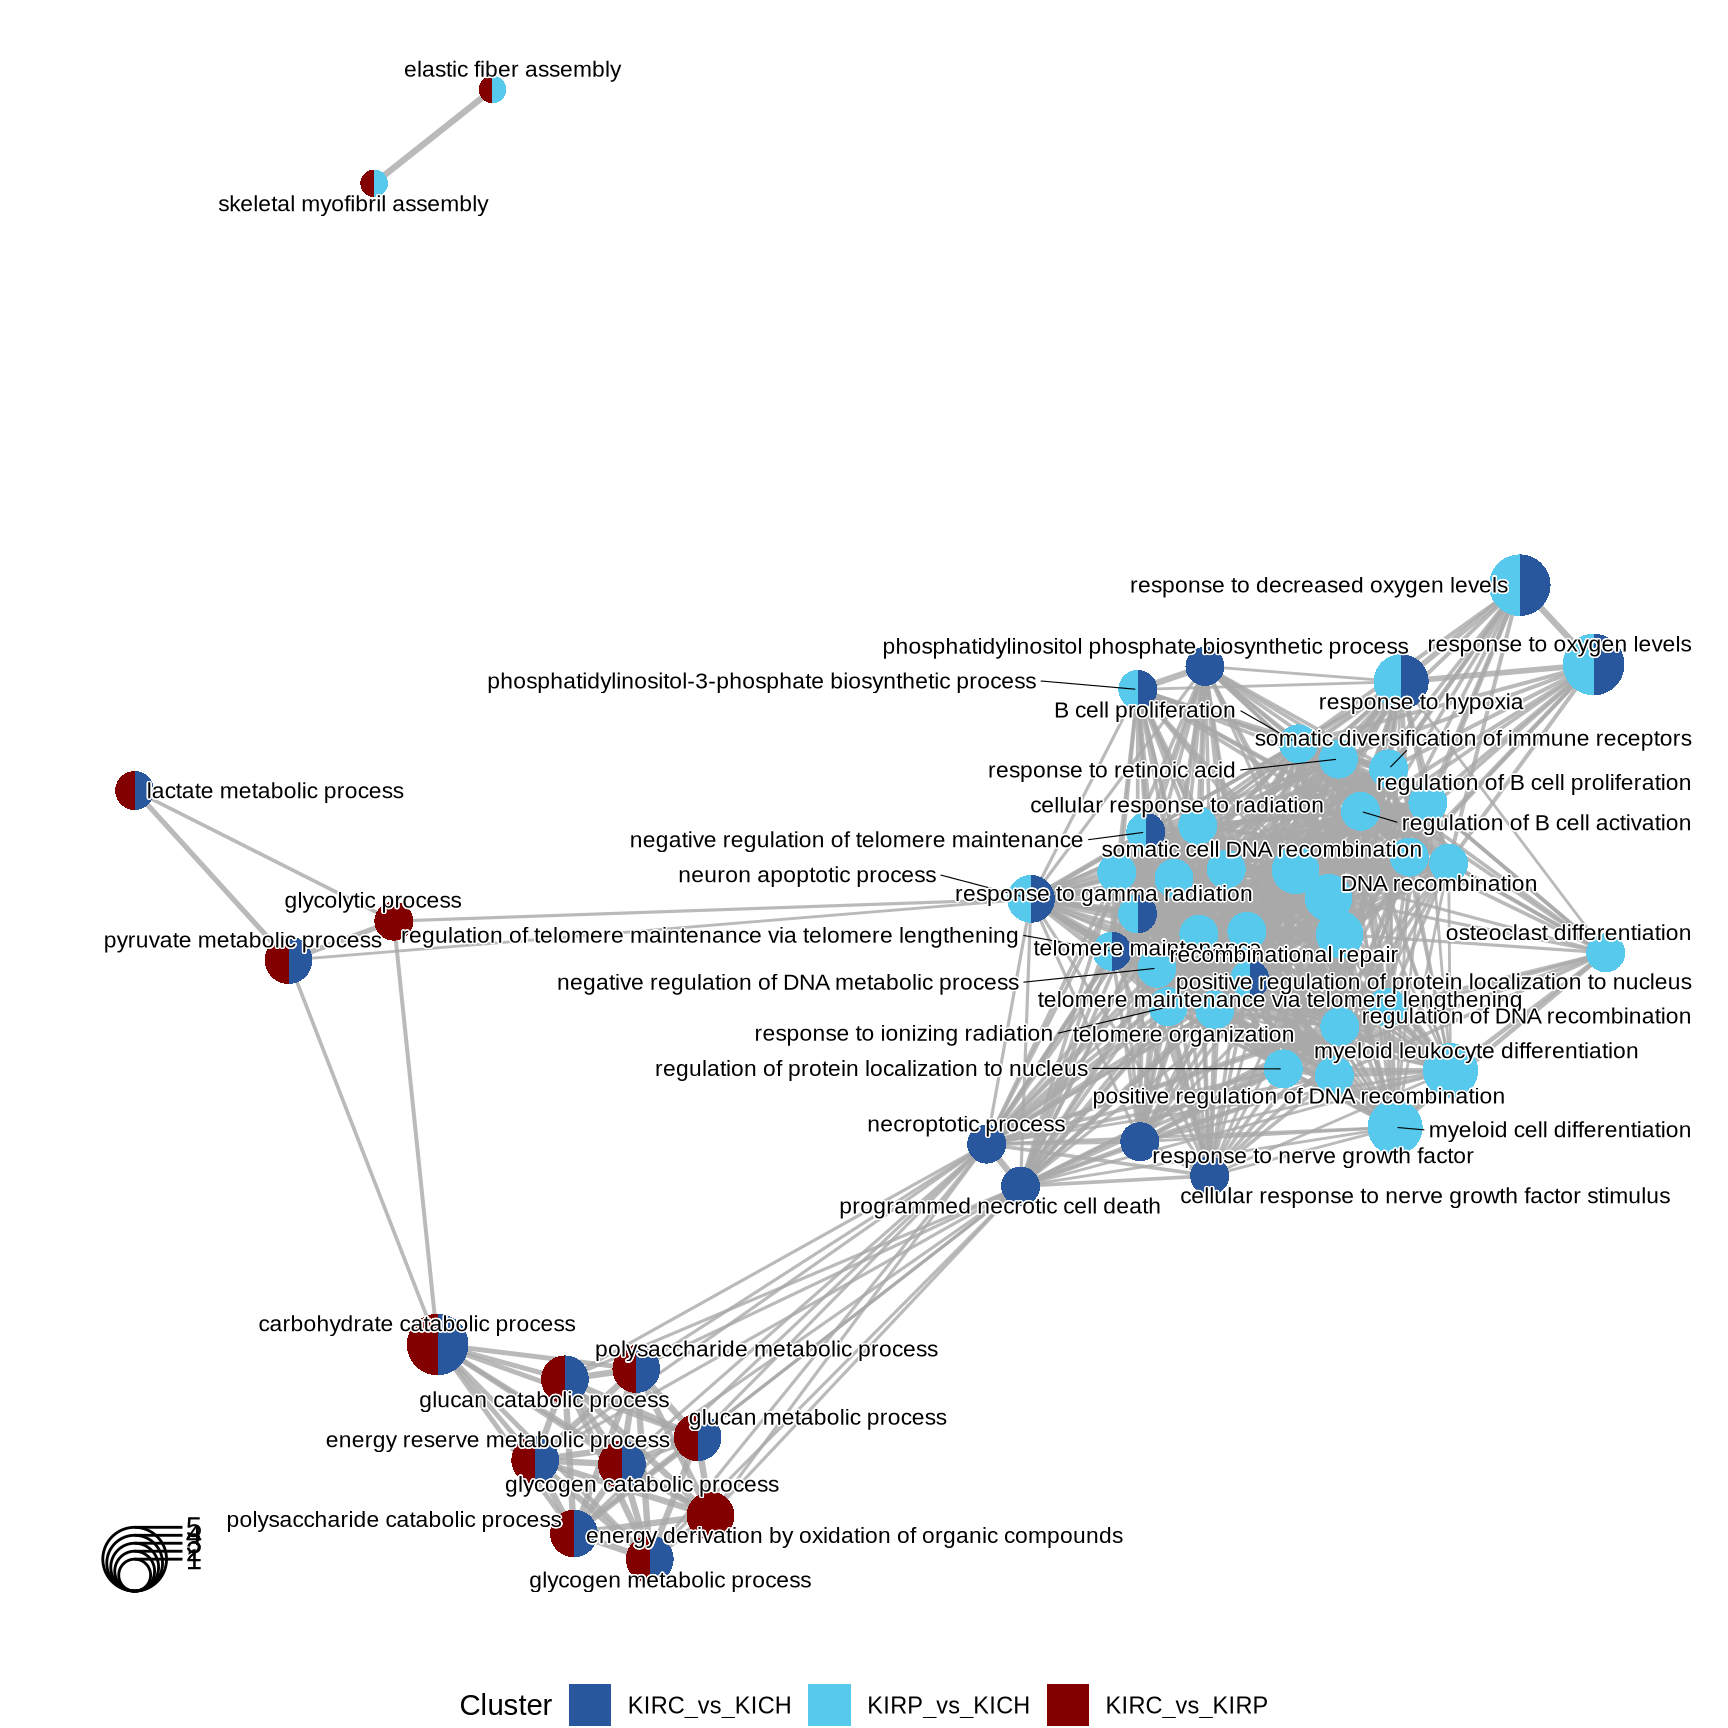 elastic fiber assembly
skeletal myofibril assembly
response to decreased oxygen levels
phosphatidylinositol phosphate biosynthetic process
response to oxygen levels
phosphatidylinositol-3-phosphate biosynthetic process
response to hypoxia
B cell proliferation
somatic diversification of immune receptors
response to retinoic acid
regulation of B cell proliferation
lactate metabolic process
cellular response to radiation
regulation of B cell activation
negative regulation of telomere maintenance
somatic cell DNA recombination
neuron apoptotic process
DNA recombination
response to gamma radiation
glycolytic process
osteoclast differentiation
regulation of telomere maintenance via telomere lengthening
pyruvate metabolic process
telomere maintenance
recombinational repair
negative regulation of DNA metabolic process
positive regulation of protein localization to nucleus
telomere maintenance via telomere lengthening
regulation of DNA recombination
response to ionizing radiation
telomere organization
myeloid leukocyte differentiation
regulation of protein localization to nucleus
positive regulation of DNA recombination
necroptotic process
myeloid cell differentiation
response to nerve growth factor
cellular response to nerve growth factor stimulus
programmed necrotic cell death
carbohydrate catabolic process
polysaccharide metabolic process
glucan catabolic process
glucan metabolic process
energy reserve metabolic process
glycogen catabolic process
polysaccharide catabolic process
energy derivation by oxidation of organic compounds
glycogen metabolic process
5
4
3
2
1
Cluster
KIRC_vs_KICH
KIRP_vs_KICH
KIRC_vs_KIRP